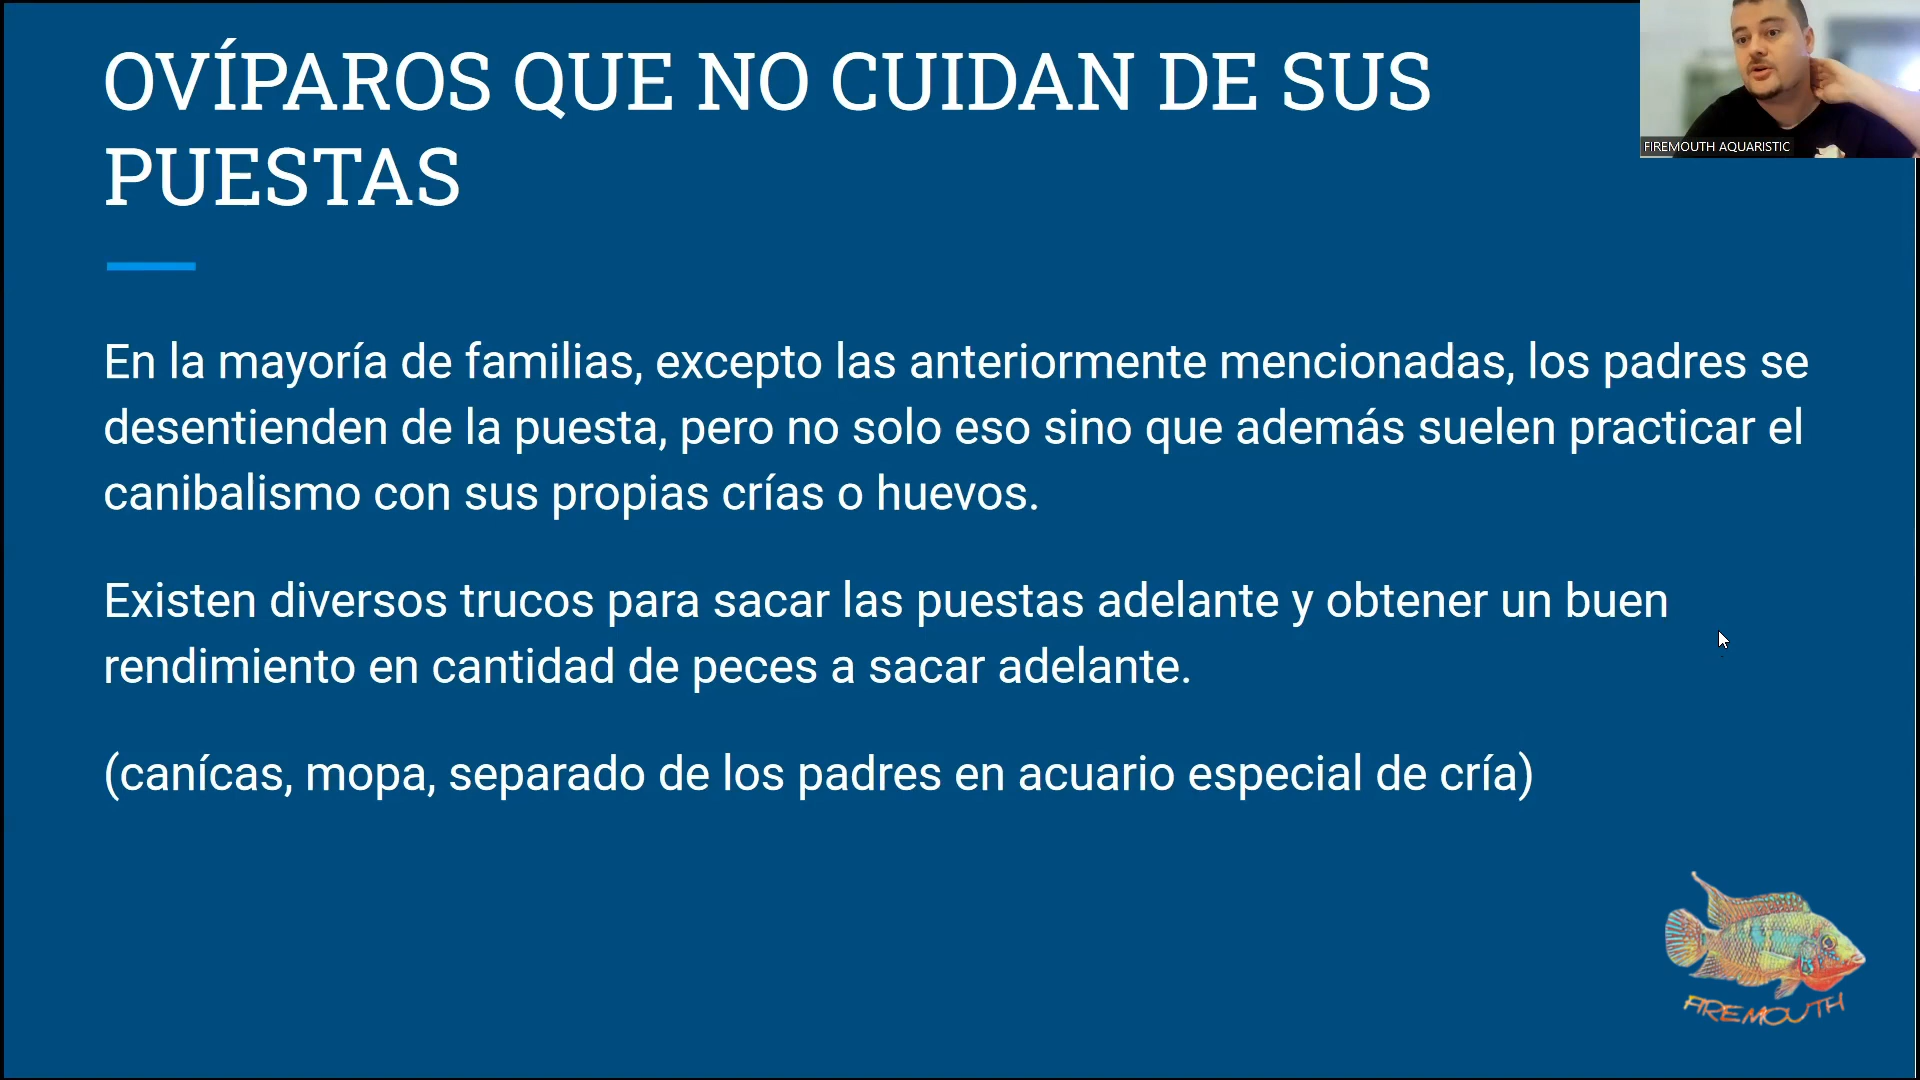 OVÍPAROS QUE NO CUIDAN DE SUS
PUESTAS
FIREMOUTH AQUARISTIC
En la mayoría de familias, excepto las anteriormente mencionadas, los padres se
desentienden de la puesta, pero no solo eso sino que además suelen practicar el
canibalismo con sus propias crías o huevos.
Existen diversos trucos para sacar las puestas adelante y obtener un buen
rendimiento en cantidad de peces a sacar adelante.
(canícas, mopa, separado de los padres en acuario especial de cría)
FIREMOUTH